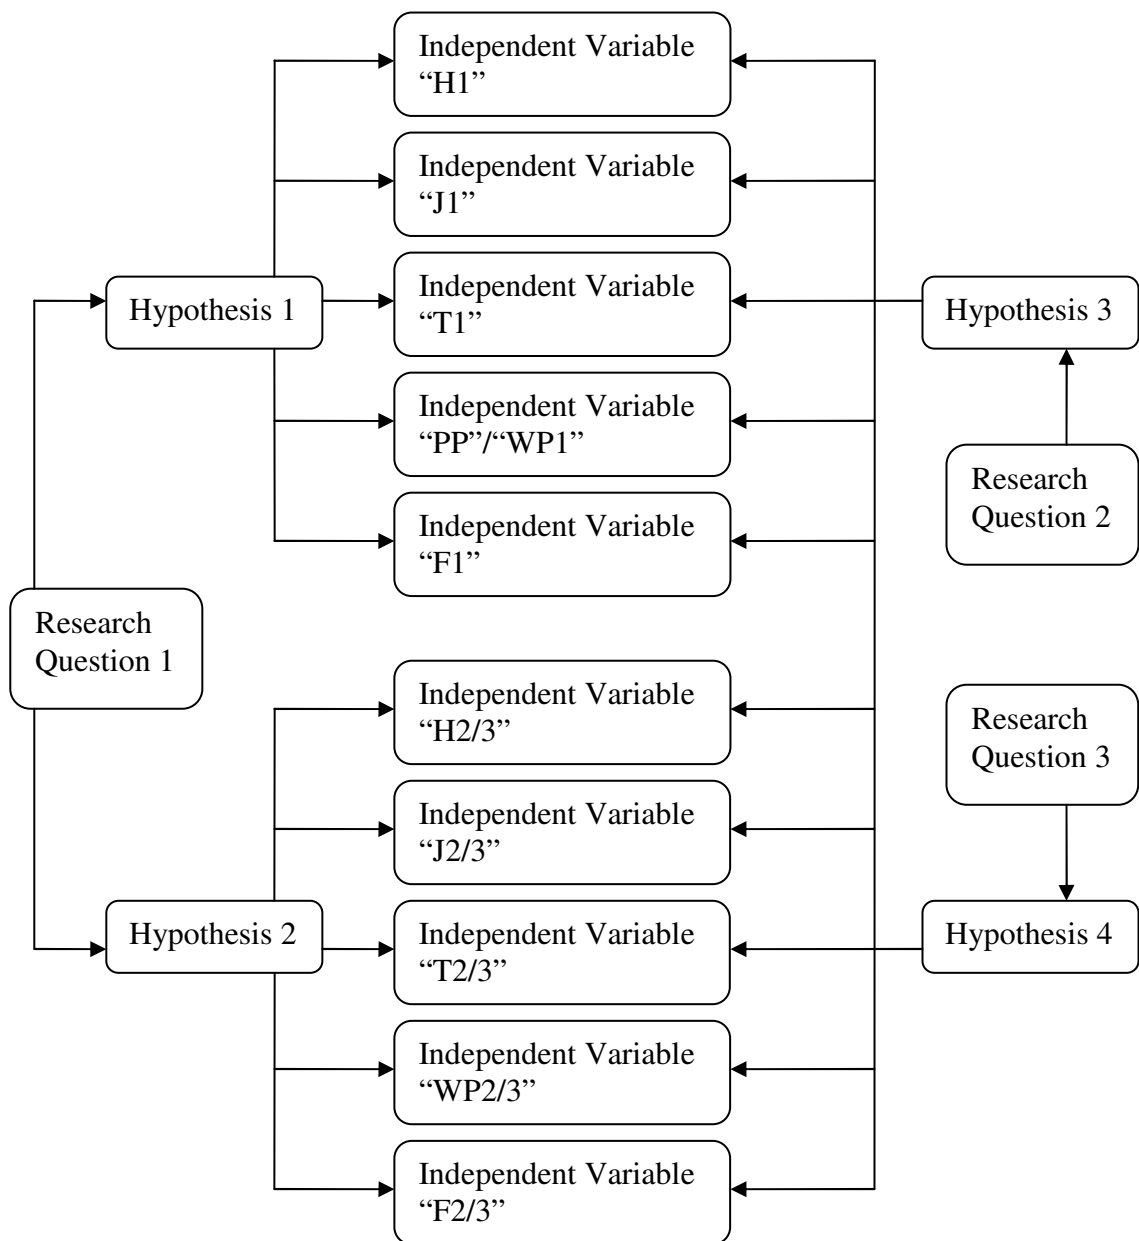 Independent Variable
“H1”
Independent Variable
“J1”
Independent Variable
“T1”
Independent Variable
“PP”/“WP1”
Independent Variable
“F1”
Hypothesis 1
Hypothesis 3
Research
Question 2
Research
Question 1
Independent Variable
“H2/3”
Independent Variable
“J2/3”
Independent Variable
“T2/3”
Independent Variable
“WP2/3”
Independent Variable
“F2/3”
Research
Question 3
Hypothesis 2
Hypothesis 4